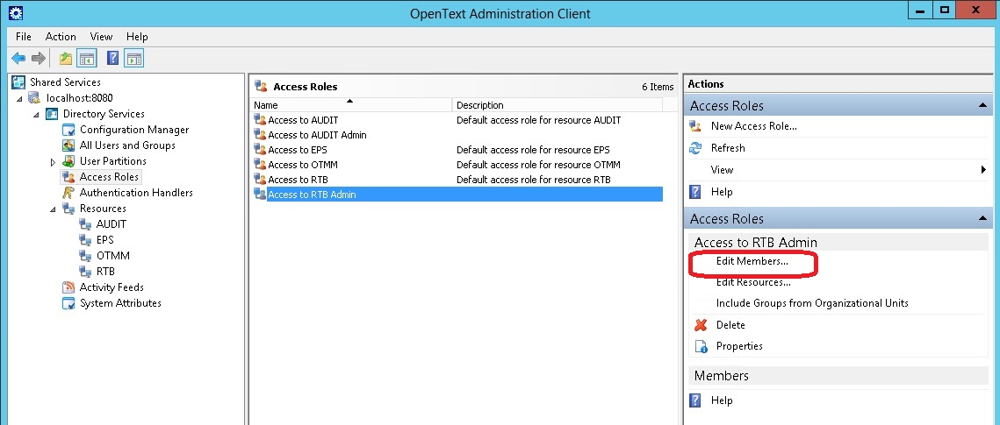 OpenText Administration Client
File Action View Help
Shared Services
localhost:8080
Directory Services
Configuration Manager
All Users and Groups
User Partitions
Access Roles
Authentication Handlers
Resources
AUDIT
EPS
OTMM
RTB
Activity Feeds
System Attributes
Access Roles 6 Items
Name Description
Access to AUDIT Default access role for resource AUDIT
Access to AUDIT Admin
Access to EPS Default access role for resource EPS
Access to OTMM Default access role for resource OTMM
Access to RTB Default access role for resource RTB
Access to RTB Admin
Actions
Access Roles
New Access Role...
Refresh
View
Help
Access Roles
Access to RTB Admin
Edit Members...
Edit Resources...
Include Groups from Organizational Units
Delete
Properties
Members
Help